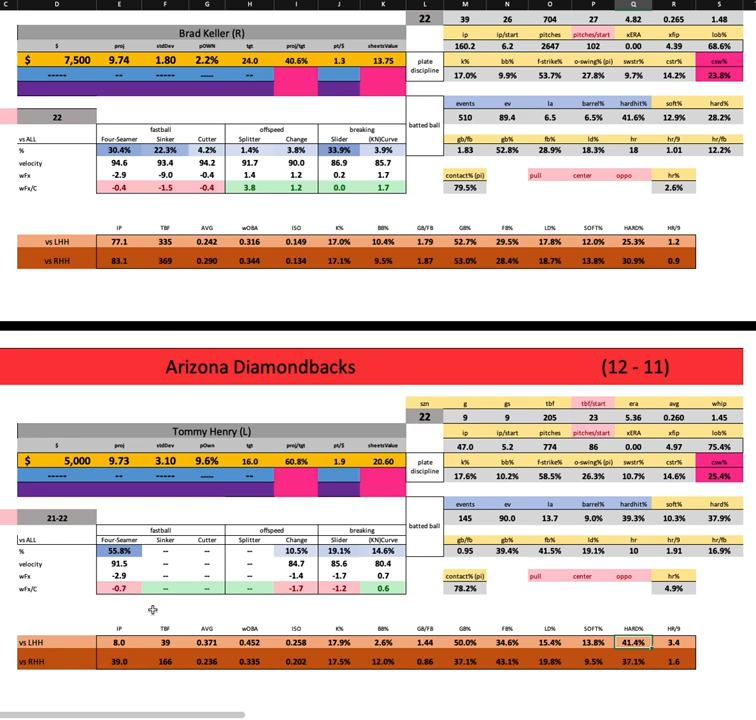 C D E F G H I J K L M N O P Q R S
22 39 26 704 27 4.82 0.265 1.48
Brad Keller (R) ip ip/start pitches pitches/start xERA xfip lob%
$ proj stdDev pOWN tgt proj/tgt pt/$ sheetsValue 160.2 6.2 2647 102 0.00 4.39 68.6%
$ 7,500 9.74 1.80 2.2% 24.0 40.6% 1.3 13.75 plate discipline k% bb% f-strike% o-swing% (pi) swstr% cstr% csw%
----- -- ---- ----- -- 17.0% 9.9% 53.7% 27.8% 9.7% 14.2% 23.8%
events ev la barrel% hardhit% soft% hard%
22 batted ball 510 89.4 6.5 6.5% 41.6% 12.9% 28.2%
fastball offspeed breaking
vs ALL Four-Seamer Sinker Cutter Splitter Change Slider (KN)Curve gb/fb gb% fb% ld% hr hr/9 hr/fb
% 30.4% 22.3% 4.2% 1.4% 3.8% 33.9% 3.9% 1.83 52.8% 28.9% 18.3% 18 1.01 12.2%
velocity 94.6 93.4 94.2 91.7 90.0 86.9 85.7
wFx -2.9 -9.0 -0.4 1.4 1.2 0.2 1.7 contact% (pi) pull center oppo hr%
wFx/C -0.4 -1.5 -0.4 3.8 1.2 0.0 1.7 79.5% 2.6%
IP TBF AVG wOBA ISO K% BB% GB/FB GB% FB% LD% SOFT% HARD% HR/9
vs LHH 77.1 335 0.242 0.316 0.149 17.0% 10.4% 1.79 52.7% 29.5% 17.8% 12.0% 25.3% 1.2
vs RHH 83.1 369 0.290 0.344 0.134 17.1% 9.5% 1.87 53.0% 28.4% 18.7% 13.8% 30.9% 0.9
Arizona Diamondbacks (12 - 11)
szn g gs tbf tbf/start era avg whip
22 9 9 205 23 5.36 0.260 1.45
Tommy Henry (L) ip ip/start pitches pitches/start xERA xfip lob%
$ proj stdDev pOwn tgt proj/tgt pt/$ sheetsValue 47.0 5.2 774 86 0.00 4.97 75.4%
$ 5,000 9.73 3.10 9.6% 16.0 60.8% 1.9 20.60 plate discipline k% bb% f-strike% o-swing% (pi) swstr% cstr% csw%
----- -- ---- ---- -- 17.6% 10.2% 58.5% 26.3% 10.7% 14.6% 25.4%
events ev la barrel% hardhit% soft% hard%
21-22 batted ball 145 90.0 13.7 9.0% 39.3% 10.3% 37.9%
fastball offspeed breaking
vs ALL Four-Seamer Sinker Cutter Splitter Change Slider (KN)Curve gb/fb gb% fb% ld% hr hr/9 hr/fb
% 55.8% -- -- -- 10.5% 19.1% 14.6% 0.95 39.4% 41.5% 19.1% 10 1.91 16.9%
velocity 91.5 -- -- -- 84.7 85.6 80.4
wFx -2.9 -- -- -- -1.4 -1.7 0.7 contact% (pi) pull center oppo hr%
wFx/C -0.7 -- -- -- -1.7 -1.2 0.6 78.2% 4.9%
IP TBF AVG wOBA ISO K% BB% GB/FB GB% FB% LD% SOFT% HARD% HR/9
vs LHH 8.0 39 0.371 0.452 0.258 17.9% 2.6% 1.44 50.0% 34.6% 15.4% 13.8% 41.4% 3.4
vs RHH 39.0 166 0.236 0.335 0.202 17.5% 12.0% 0.86 37.1% 43.1% 19.8% 9.5% 37.1% 1.6